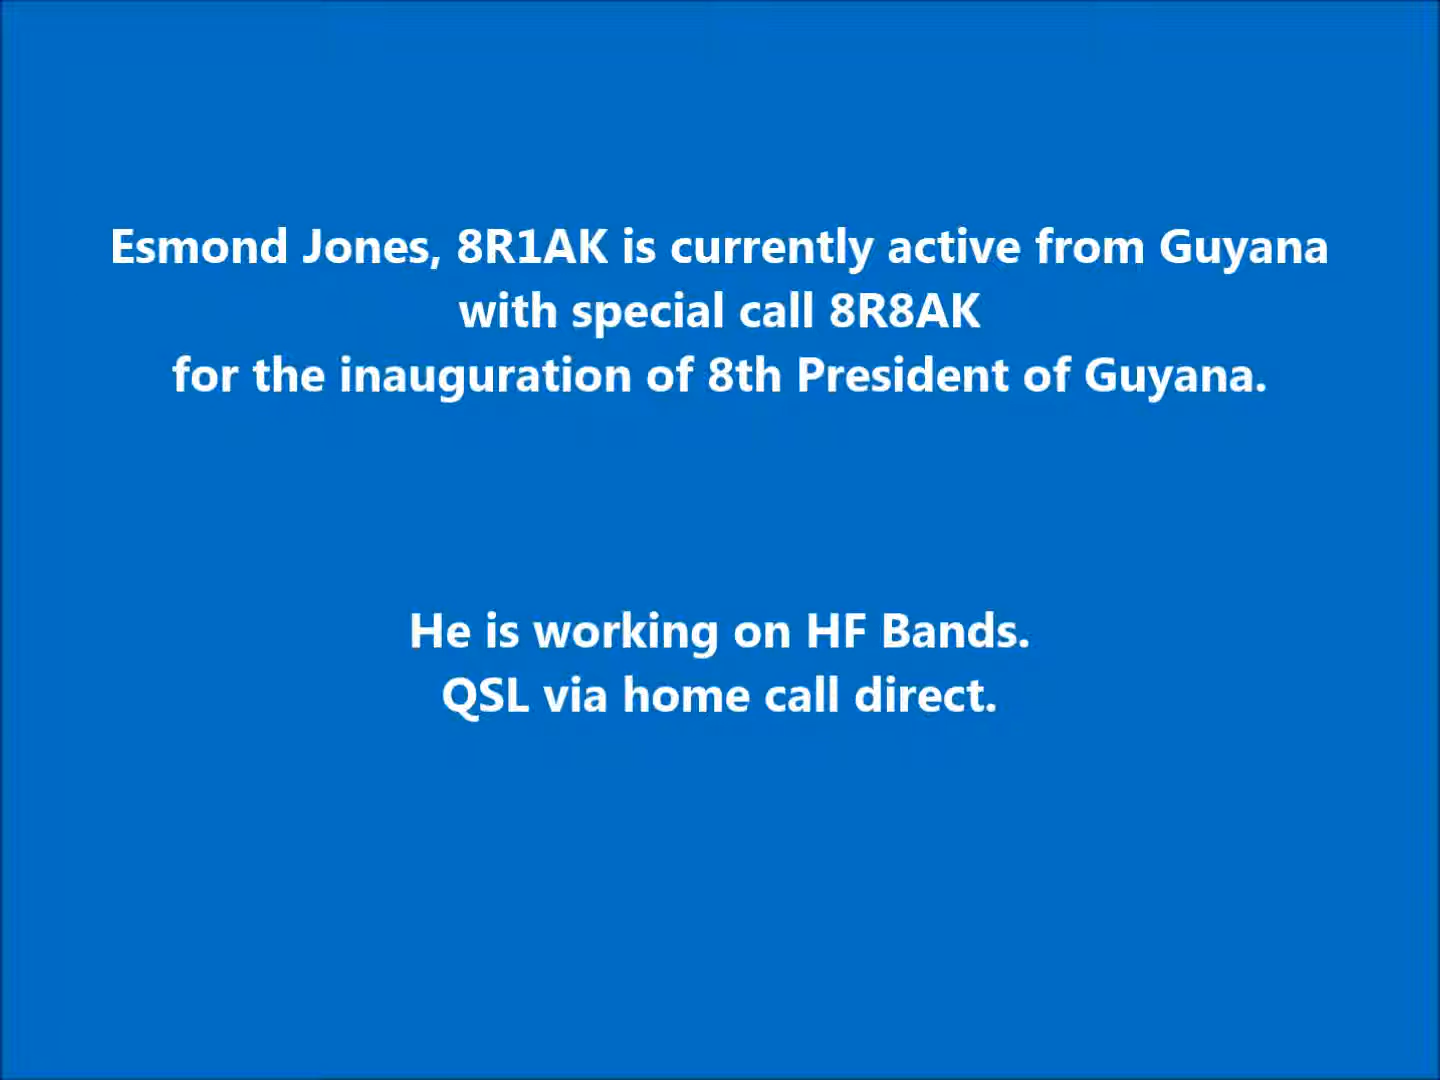 Esmond Jones, 8R1AK is currently active from Guyana
with special call 8R8AK
for the inauguration of 8th President of Guyana.
He is working on HF Bands.
QSL via home call direct.